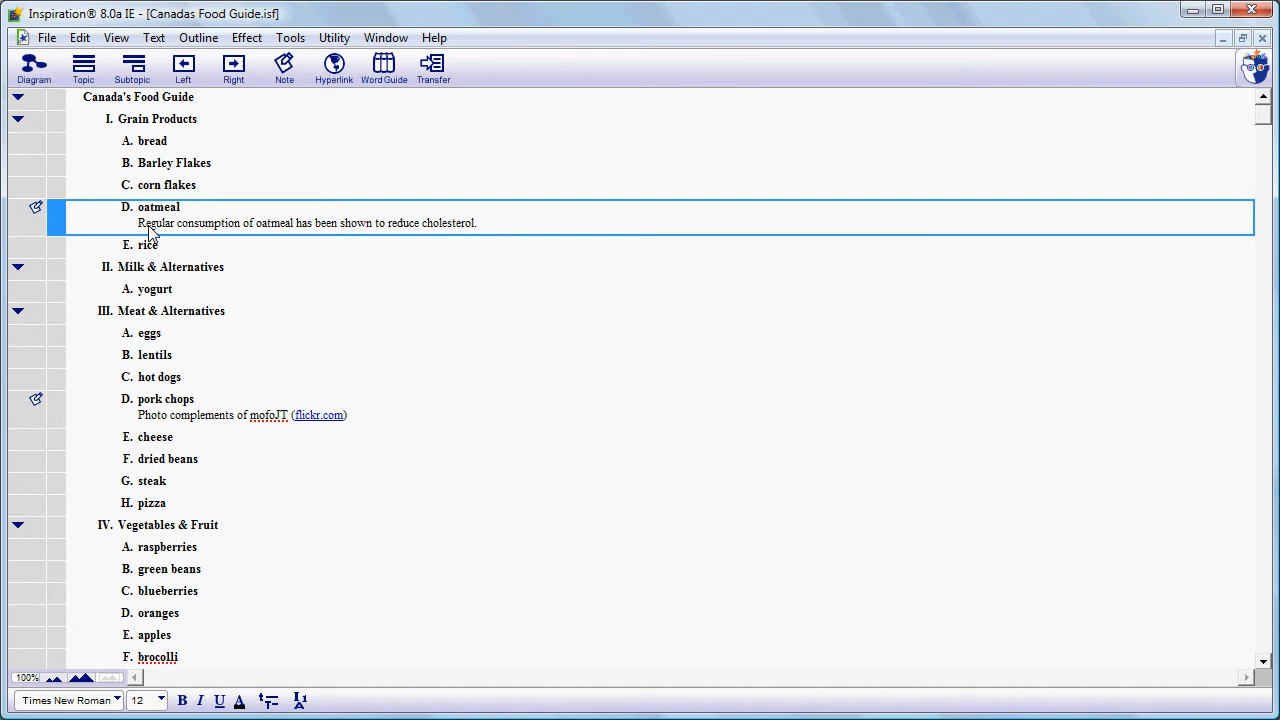 Inspiration® 8.0a IE - [Canadas Food Guide.isf]
File Edit View Text Outline Effect Tools Utility Window Help
Diagram Topic Subtopic Left Right Note Hyperlink Word Guide Transfer
Canada's Food Guide
I. Grain Products
A. bread
B. Barley Flakes
C. corn flakes
D. oatmeal
Regular consumption of oatmeal has been shown to reduce cholesterol.
E. rice
II. Milk & Alternatives
A. yogurt
III. Meat & Alternatives
A. eggs
B. lentils
C. hot dogs
D. pork chops
Photo complements of mofoJT (flickr.com)
E. cheese
F. dried beans
G. steak
H. pizza
IV. Vegetables & Fruit
A. raspberries
B. green beans
C. blueberries
D. oranges
E. apples
F. brocolli
100%
Times New Roman 12 B I U A